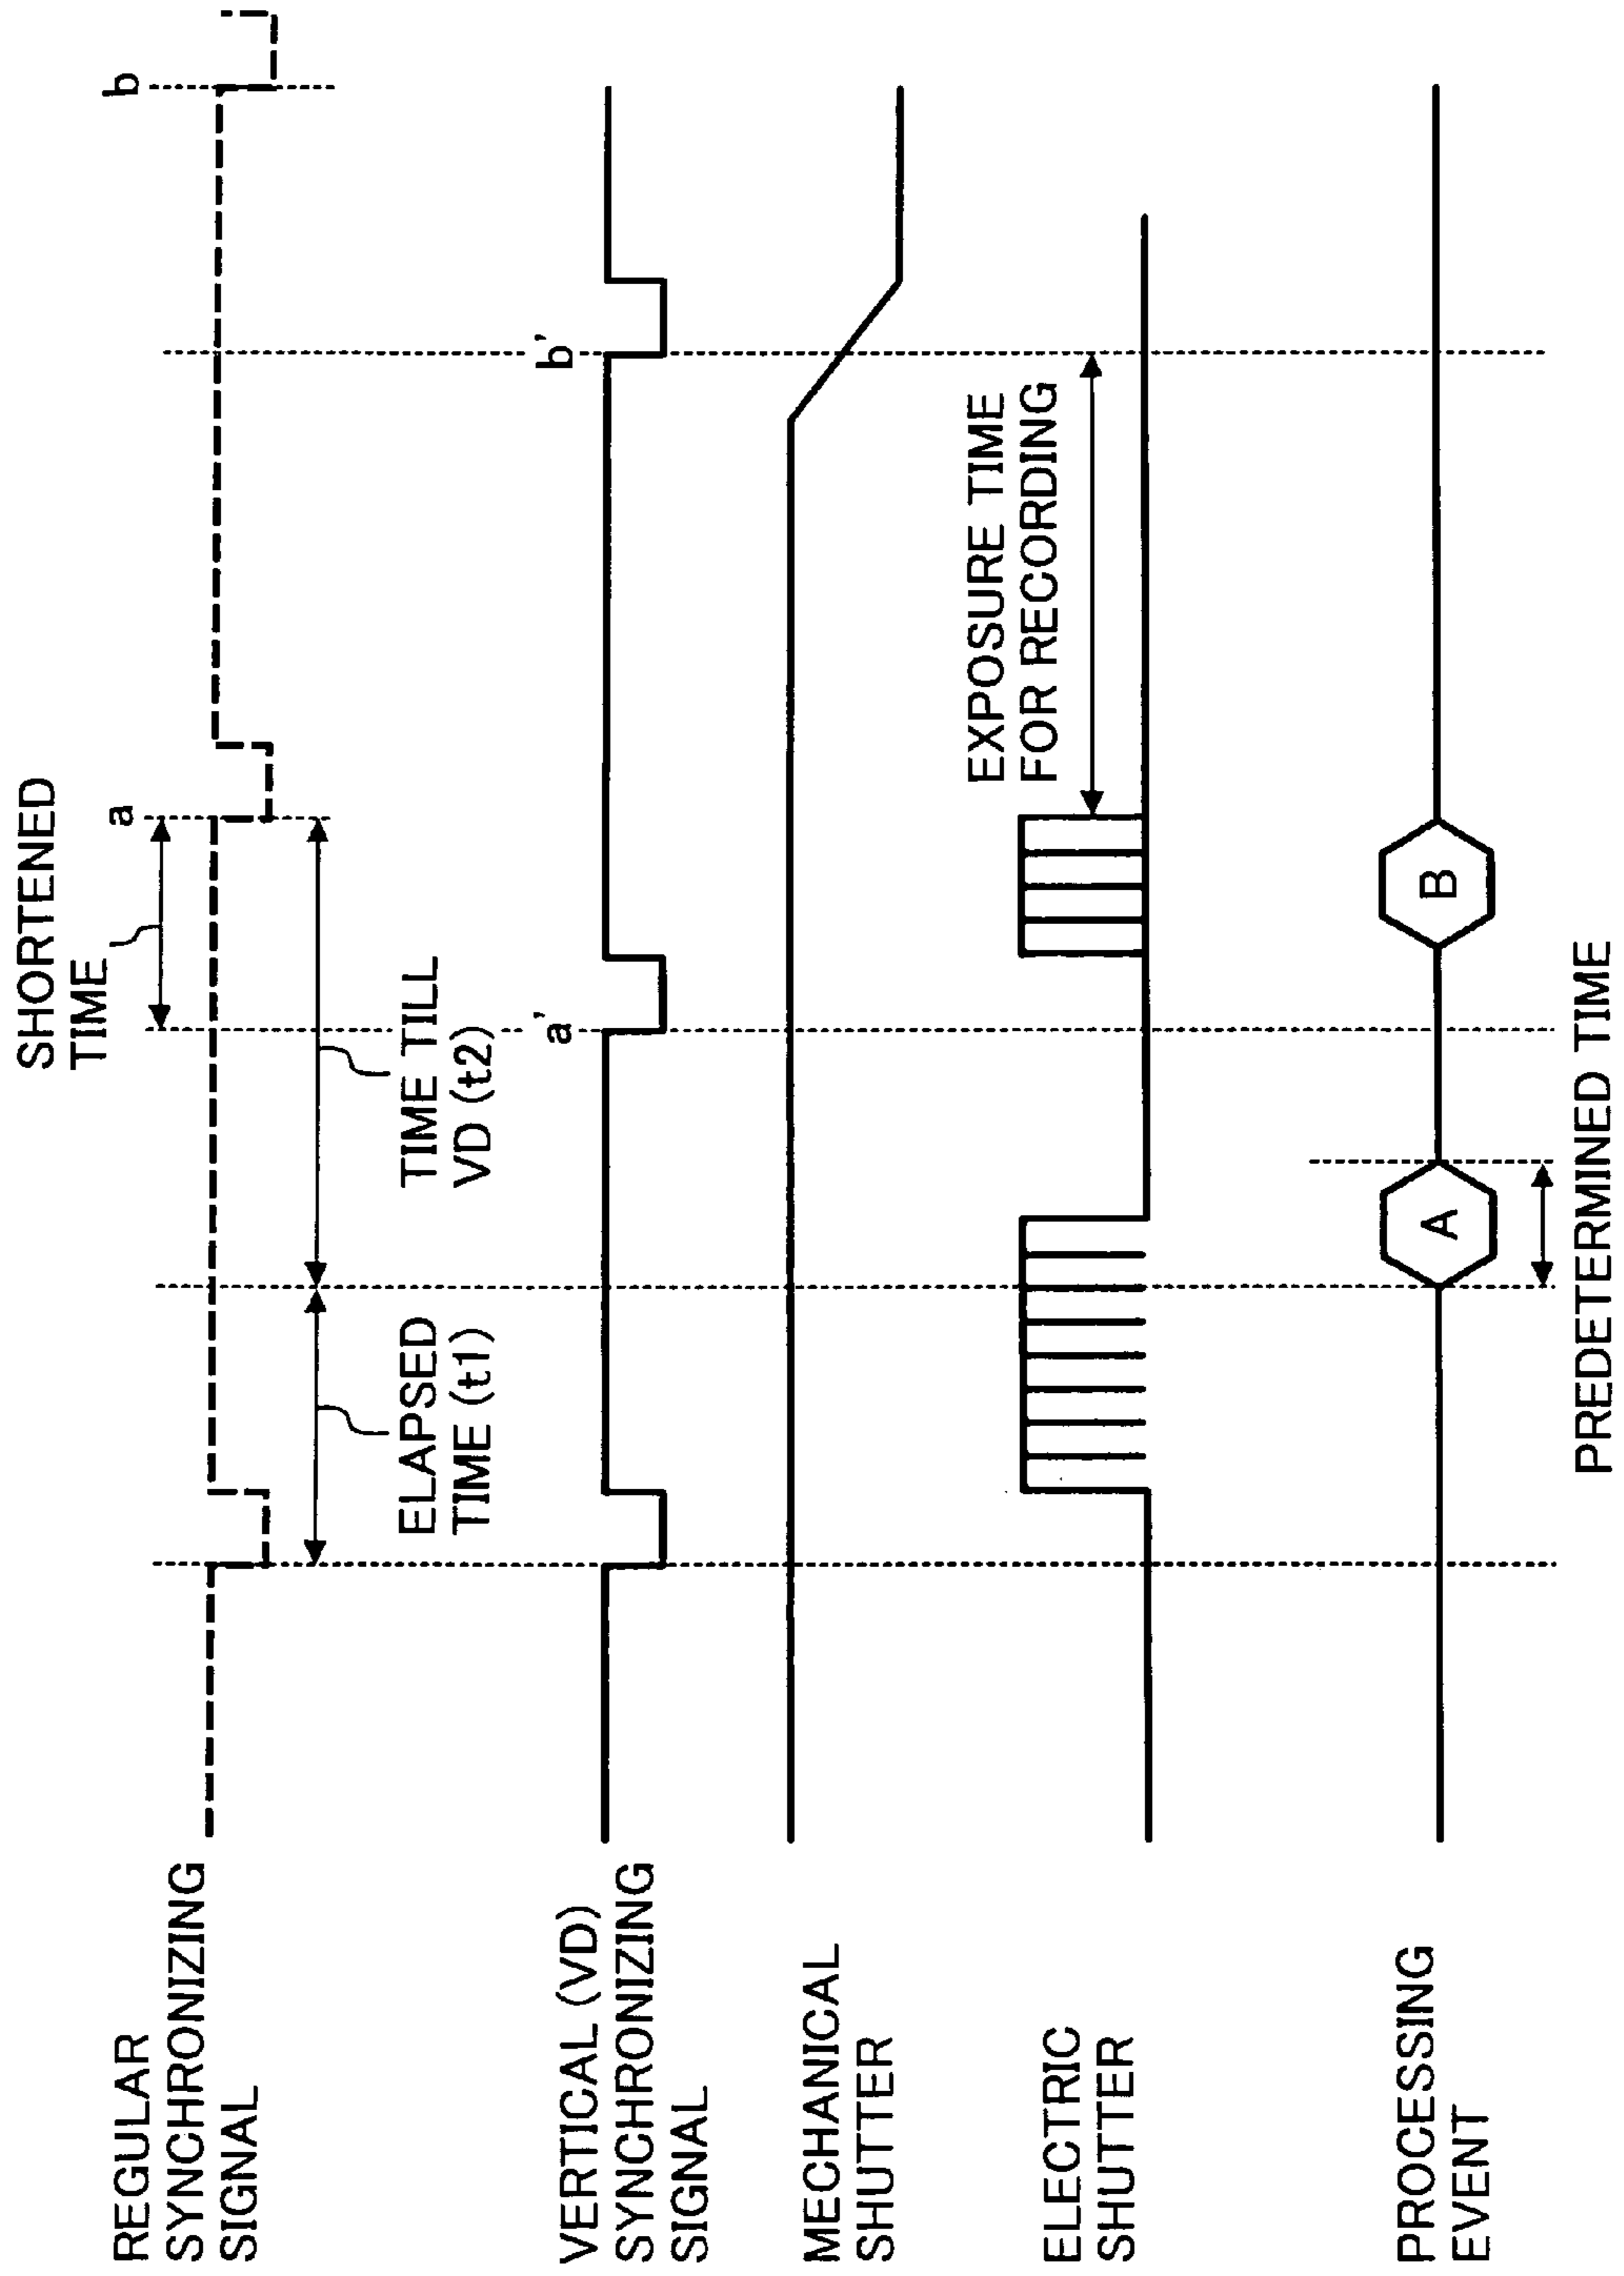 REGULAR
SYNCHRONIZING
SIGNAL
ELAPSED
TIME (t1)
TIME TILL
VD (t2)
SHORTENED
TIME
a
b
VERTICAL (VD)
SYNCHRONIZING
SIGNAL
a'
b'
MECHANICAL
SHUTTER
ELECTRIC
SHUTTER
EXPOSURE TIME
FOR RECORDING
PROCESSING
EVENT
A
B
PREDETERMINED TIME